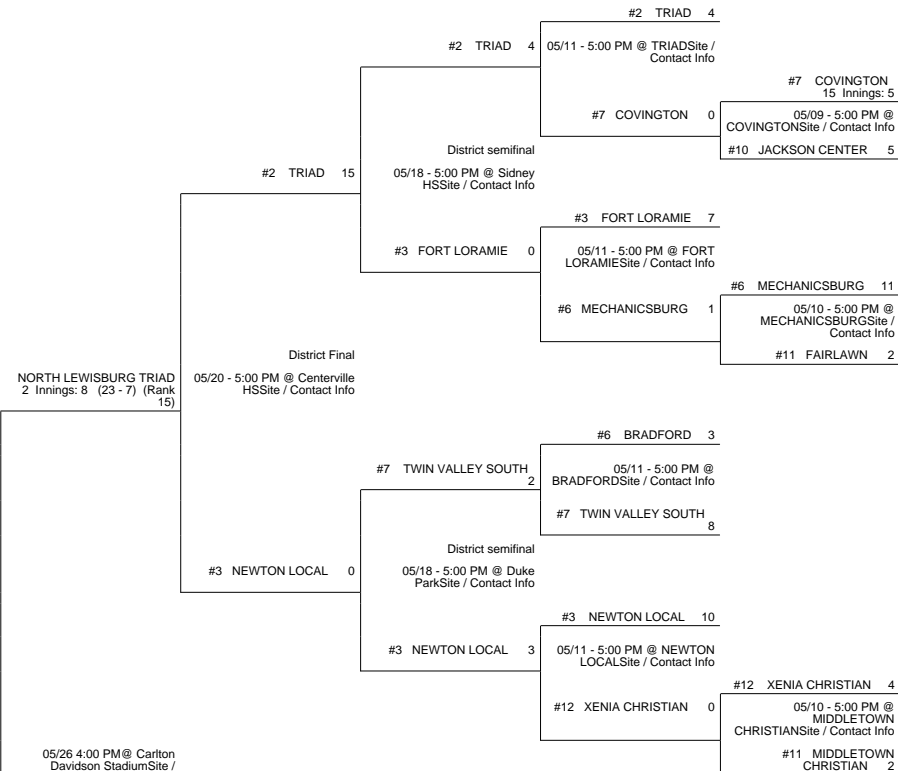 #2 TRIAD 4
#2 TRIAD 4
05/11 - 5:00 PM @ TRIADSite /
Contact Info
#7 COVINGTON
15 Innings: 5
#7 COVINGTON 0
05/09 - 5:00 PM @
COVINGTONSite / Contact Info
#10 JACKSON CENTER 5
District semifinal
#2 TRIAD 15
05/18 - 5:00 PM @ Sidney
HSSite / Contact Info
#3 FORT LORAMIE 7
#3 FORT LORAMIE 0
05/11 - 5:00 PM @ FORT
LORAMIESite / Contact Info
#6 MECHANICSBURG 11
#6 MECHANICSBURG 1
05/10 - 5:00 PM @
MECHANICSBURGSite /
Contact Info
#11 FAIRLAWN 2
District Final
NORTH LEWISBURG TRIAD
2 Innings: 8 (23 - 7) (Rank
15)
05/20 - 5:00 PM @ Centerville
HSSite / Contact Info
#6 BRADFORD 3
#7 TWIN VALLEY SOUTH
2
05/11 - 5:00 PM @
BRADFORDSite / Contact Info
#7 TWIN VALLEY SOUTH
8
District semifinal
#3 NEWTON LOCAL 0
05/18 - 5:00 PM @ Duke
ParkSite / Contact Info
#3 NEWTON LOCAL 10
#3 NEWTON LOCAL 3
05/11 - 5:00 PM @ NEWTON
LOCALSite / Contact Info
#12 XENIA CHRISTIAN 4
#12 XENIA CHRISTIAN 0
05/10 - 5:00 PM @
MIDDLETOWN
CHRISTIANSite / Contact Info
#11 MIDDLETOWN
CHRISTIAN 2
05/26 4:00 PM@ Carlton
Davidson StadiumSite /